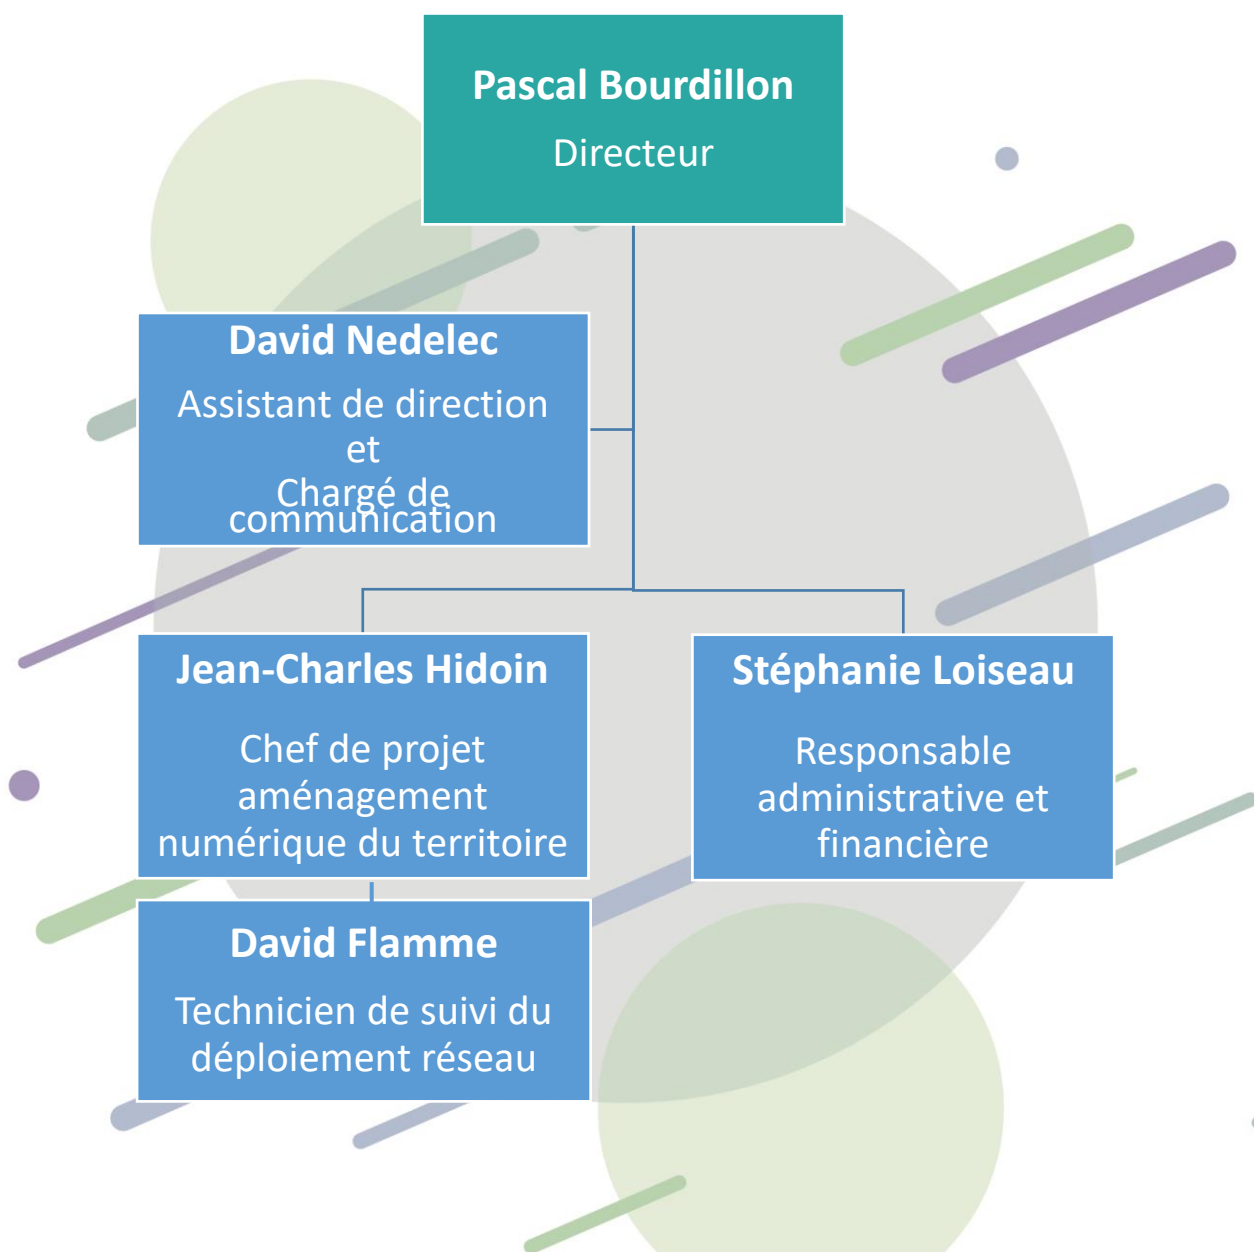 Pascal Bourdillon
Directeur
David Nedelec
Assistant de direction
et
Chargé de
communication
Jean-Charles Hidoin
Chef de projet
aménagement
numérique du territoire
Stéphanie Loiseau
Responsable
administrative et
financière
David Flamme
Technicien de suivi du
déploiement réseau